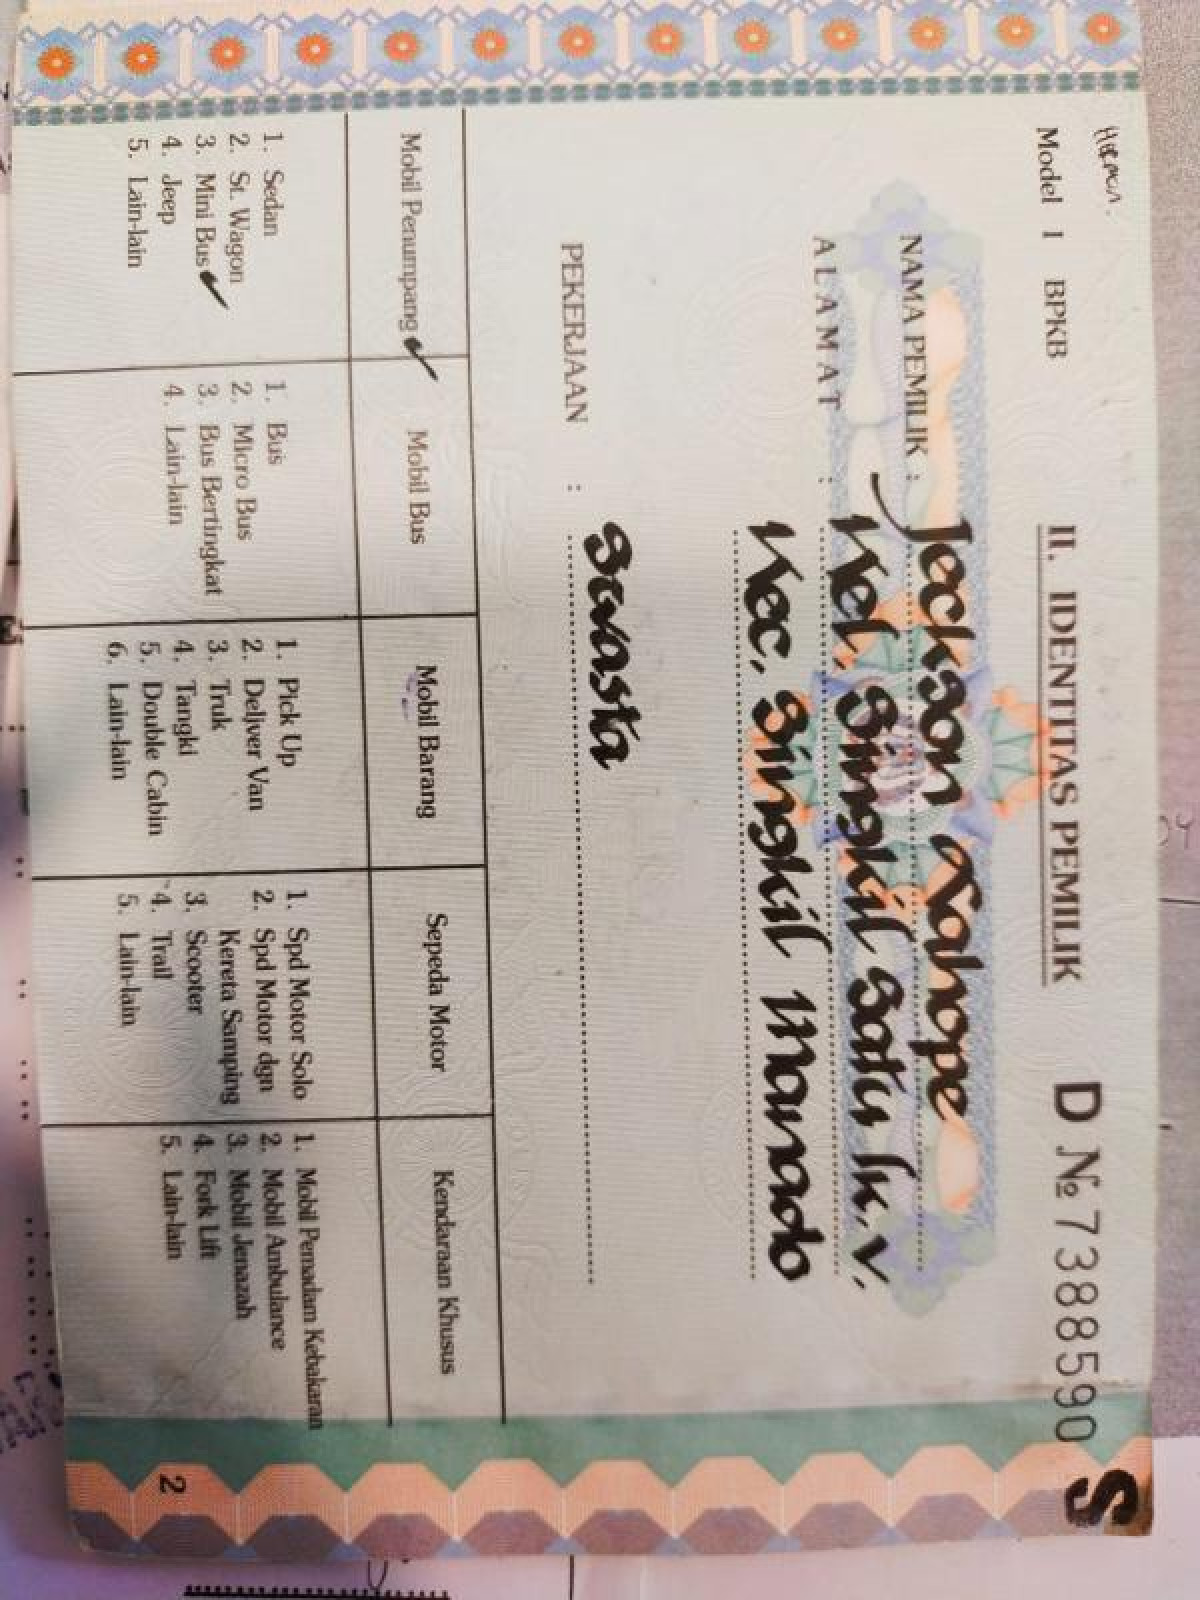 Herman.
Model 1 BPKB
II. IDENTITAS PEMILIK
D № 7388590
S
NAMA PEMILIK : Jeckson Dahope
ALAMAT : Kel. Singkil Satu lk. V.
Kec. Singkil Manado
PEKERJAAN : Swasta
Mobil Penumpang ✓
1. Sedan
2. St. Wagon
3. Mini Bus ✓
4. Jeep
5. Lain-lain
Mobil Bus
1. Bus
2. Micro Bus
3. Bus Bertingkat
4. Lain-lain
Mobil Barang
1. Pick Up
2. Deljver Van
3. Truk
4. Tangki
5. Double Cabin
6. Lain-lain
Sepeda Motor
1. Spd Motor Solo
2. Spd Motor dgn
Kereta Samping
3. Scooter
4. Trail
5. Lain-lain
Kendaraan Khusus
1. Mobil Pemadam Kebakaran
2. Mobil Ambulance
3. Mobil Jenazah
4. Fork Lift
5. Lain-lain
2